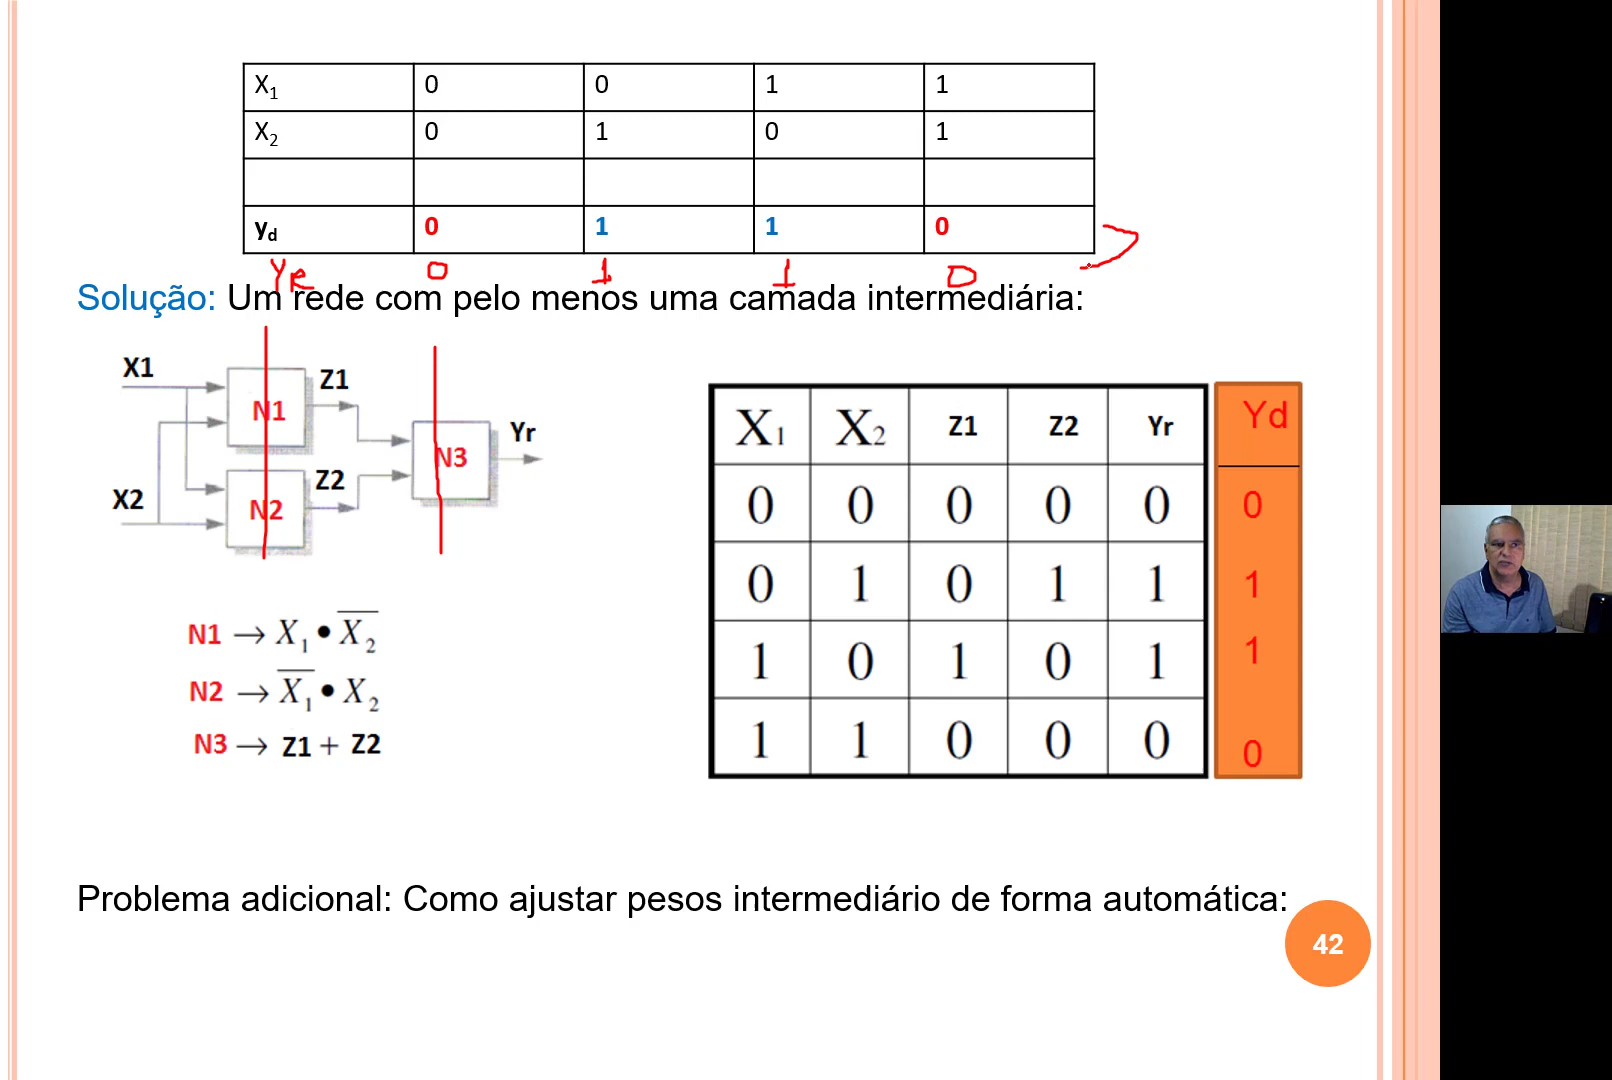 X1 0 0 1 1
X2 0 1 0 1
yd 0 1 1 0
YR 0 1 1 0
Solução: Um rede com pelo menos uma camada intermediária:
X1
N1
Z1
X2
N2
Z2
N3
Yr
N1 → X1 • X̅2
N2 → X̅1 • X2
N3 → Z1 + Z2
X1 X2 Z1 Z2 Yr Yd
0 0 0 0 0 0
0 1 0 1 1 1
1 0 1 0 1 1
1 1 0 0 0 0
Problema adicional: Como ajustar pesos intermediário de forma automática:
42